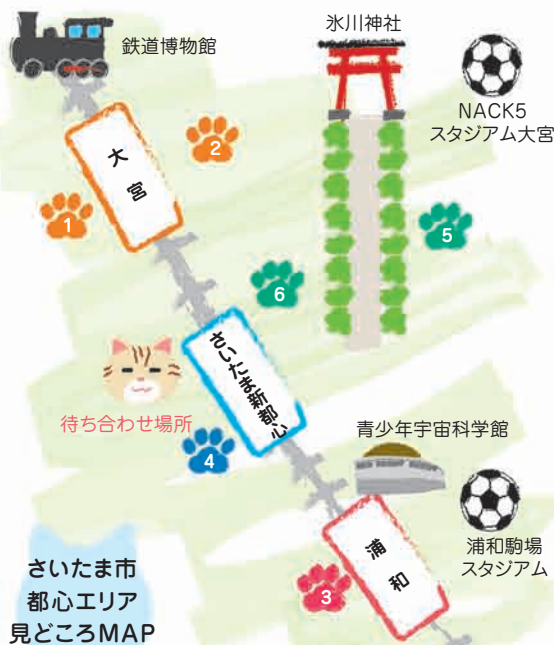 鉄道博物館
氷川神社
NACK5
スタジアム大宮
大宮
2
1
5
6
さいたま新都心
待ち合わせ場所
4
青少年宇宙科学館
浦和駒場
スタジアム
浦和
3
さいたま市
都心エリア
見どころMAP